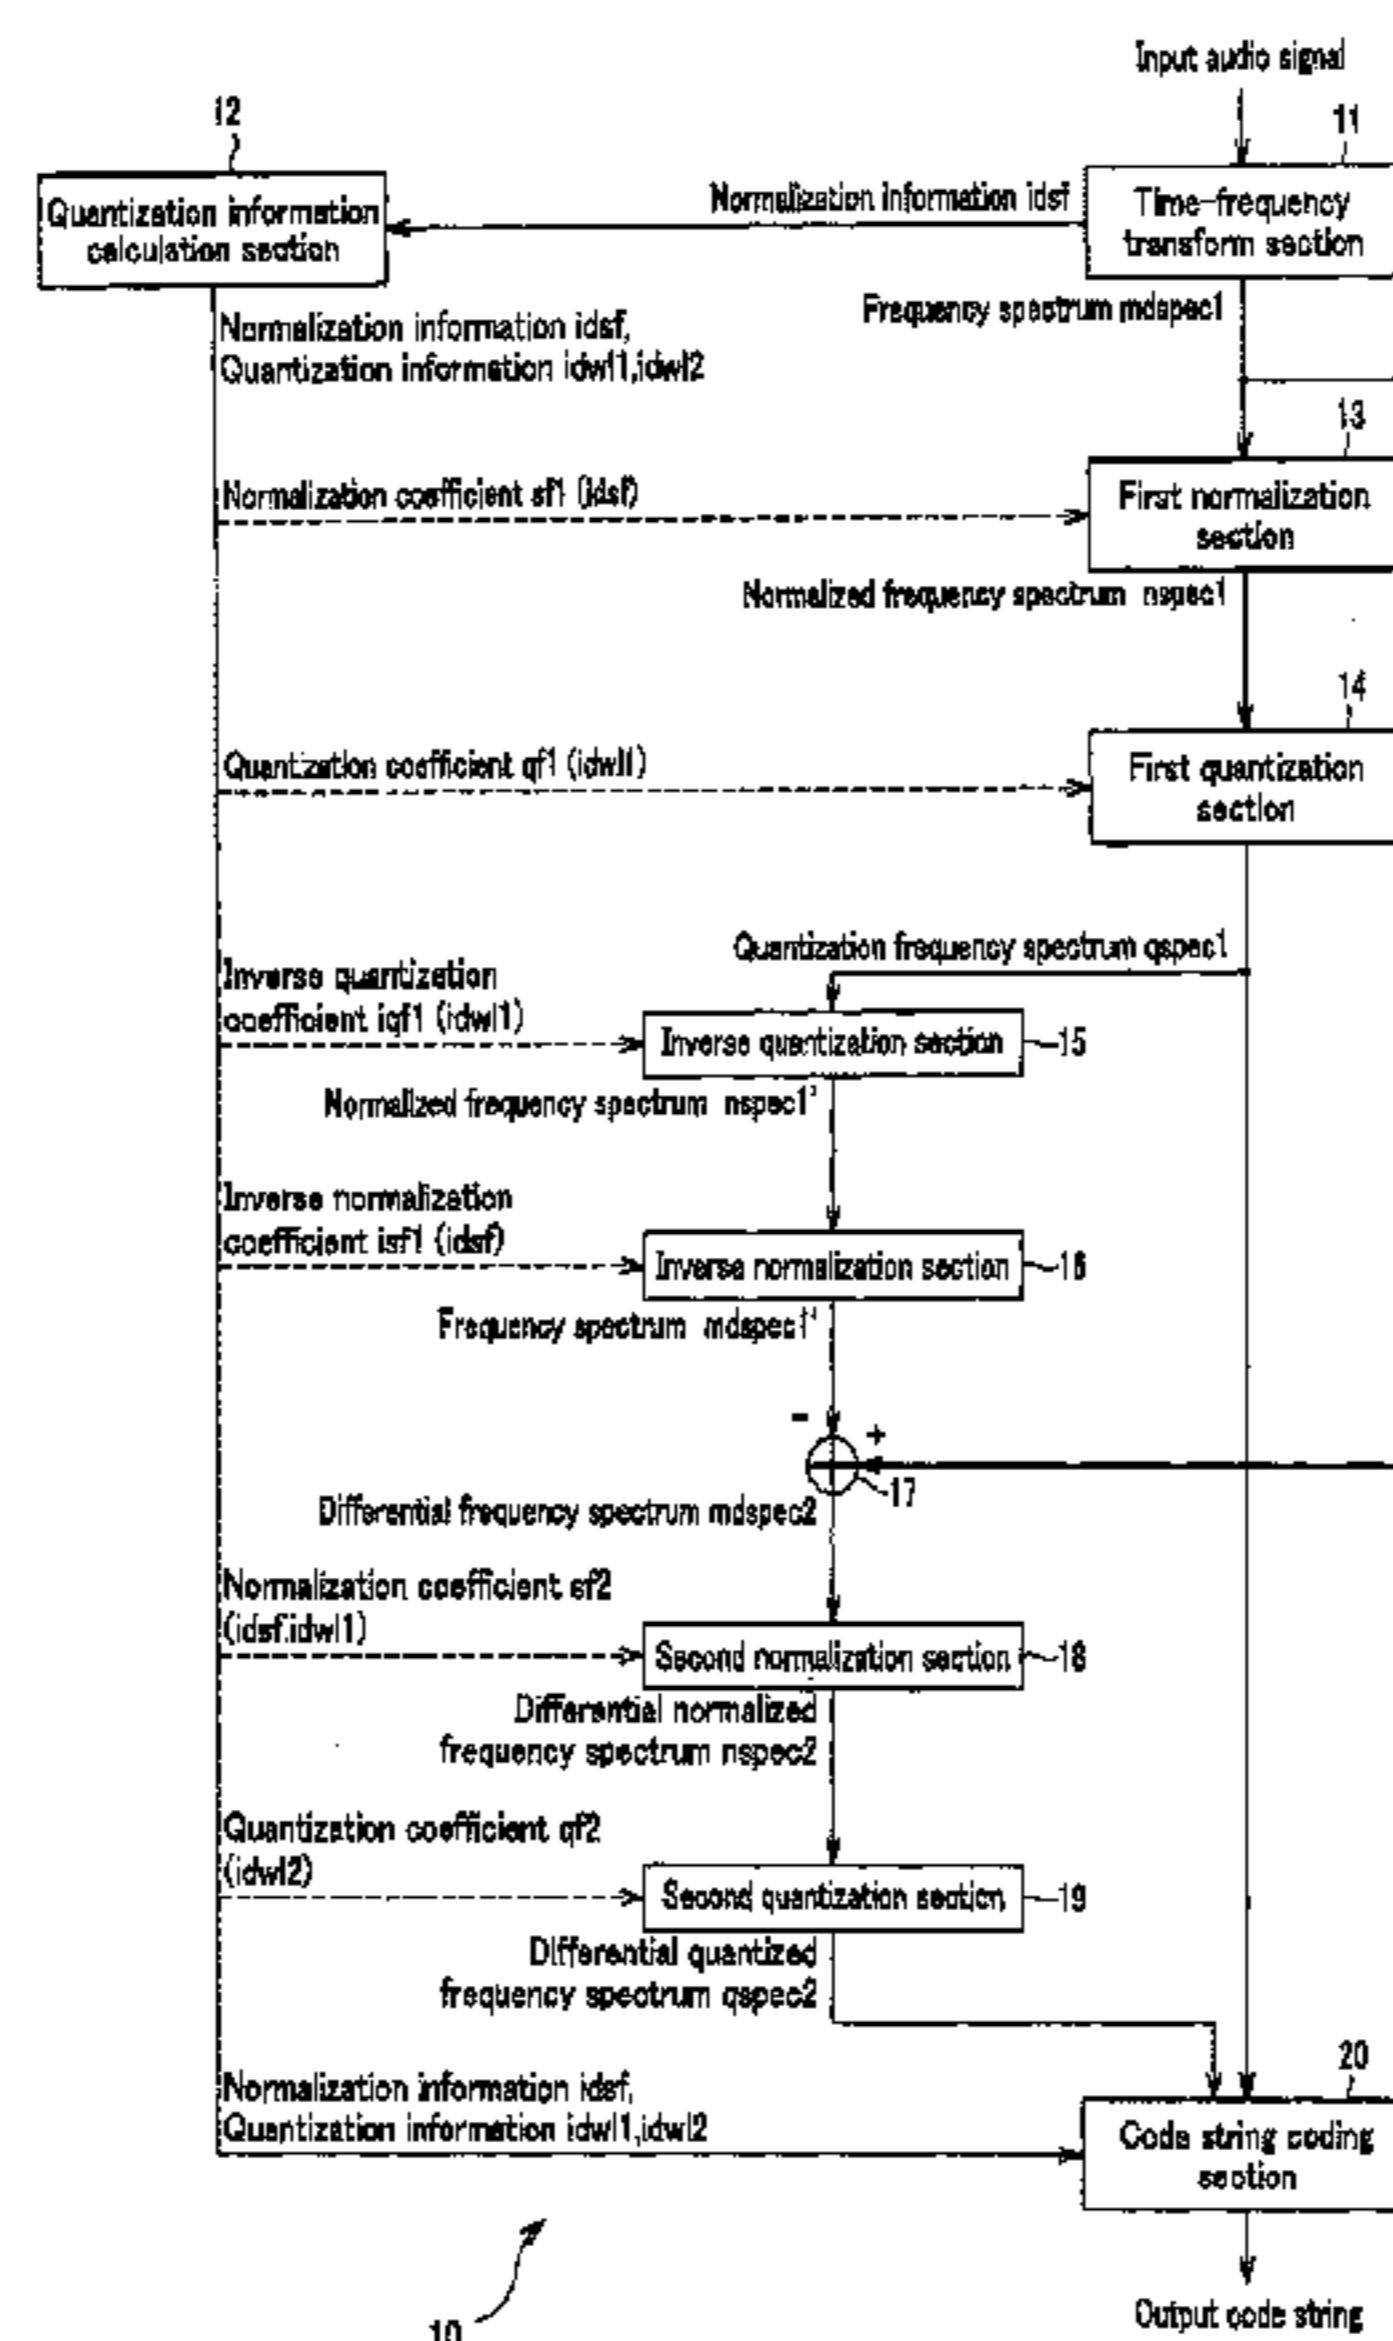 Input audio signal
12
11
Quantization information
calculation section
Normalization information idsf
Time-frequency
transform section
Frequency spectrum mdspec1
Normalization information idsf,
Quantization information idwl1,idwl2
13
Normalization coefficient sf1 (idsf)
First normalization
section
Normalized frequency spectrum nspec1
14
Quantization coefficient qf1 (idwl1)
First quantization
section
Quantization frequency spectrum qspec1
Inverse quantization
coefficient iqf1 (idwl1)
Inverse quantization section
15
Normalized frequency spectrum nspec1'
Inverse normalization
coefficient isf1 (idsf)
Inverse normalization section
16
Frequency spectrum mdspec1'
-
+
17
Differential frequency spectrum mdspec2
Normalization coefficient sf2
(idsf.idwl1)
Second normalization section
18
Differential normalized
frequency spectrum nspec2
Quantization coefficient qf2
(idwl2)
Second quantization section
19
Differential quantized
frequency spectrum qspec2
20
Normalization information idsf,
Quantization information idwl1,idwl2
Code string coding
section
10
Output code string